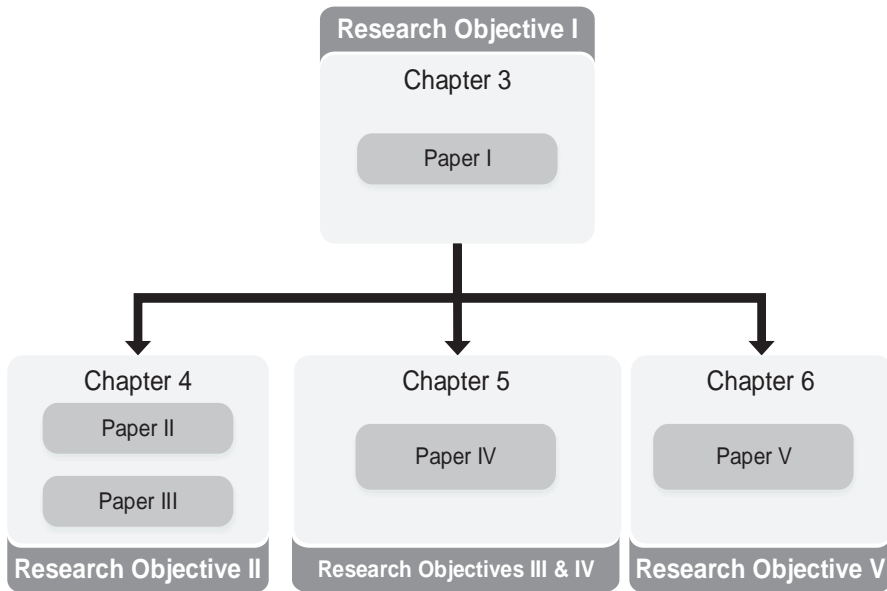 Research Objective I
Chapter 3
Paper I
Chapter 4
Paper II
Paper III
Research Objective II
Chapter 5
Paper IV
Research Objectives III & IV
Chapter 6
Paper V
Research Objective V